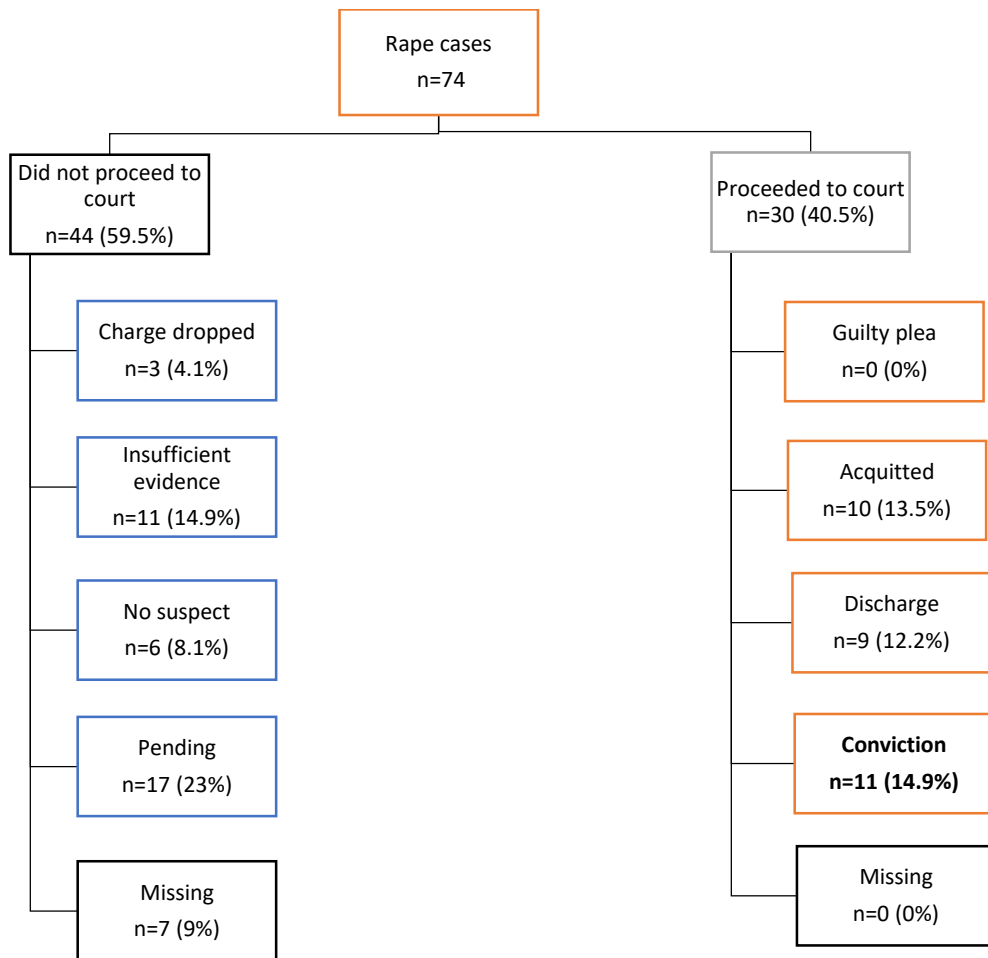 Rape cases
n=74
Did not proceed to
court
n=44 (59.5%)
Proceeded to court
n=30 (40.5%)
Charge dropped
n=3 (4.1%)
Insufficient
evidence
n=11 (14.9%)
No suspect
n=6 (8.1%)
Pending
n=17 (23%)
Missing
n=7 (9%)
Guilty plea
n=0 (0%)
Acquitted
n=10 (13.5%)
Discharge
n=9 (12.2%)
Conviction
n=11 (14.9%)
Missing
n=0 (0%)